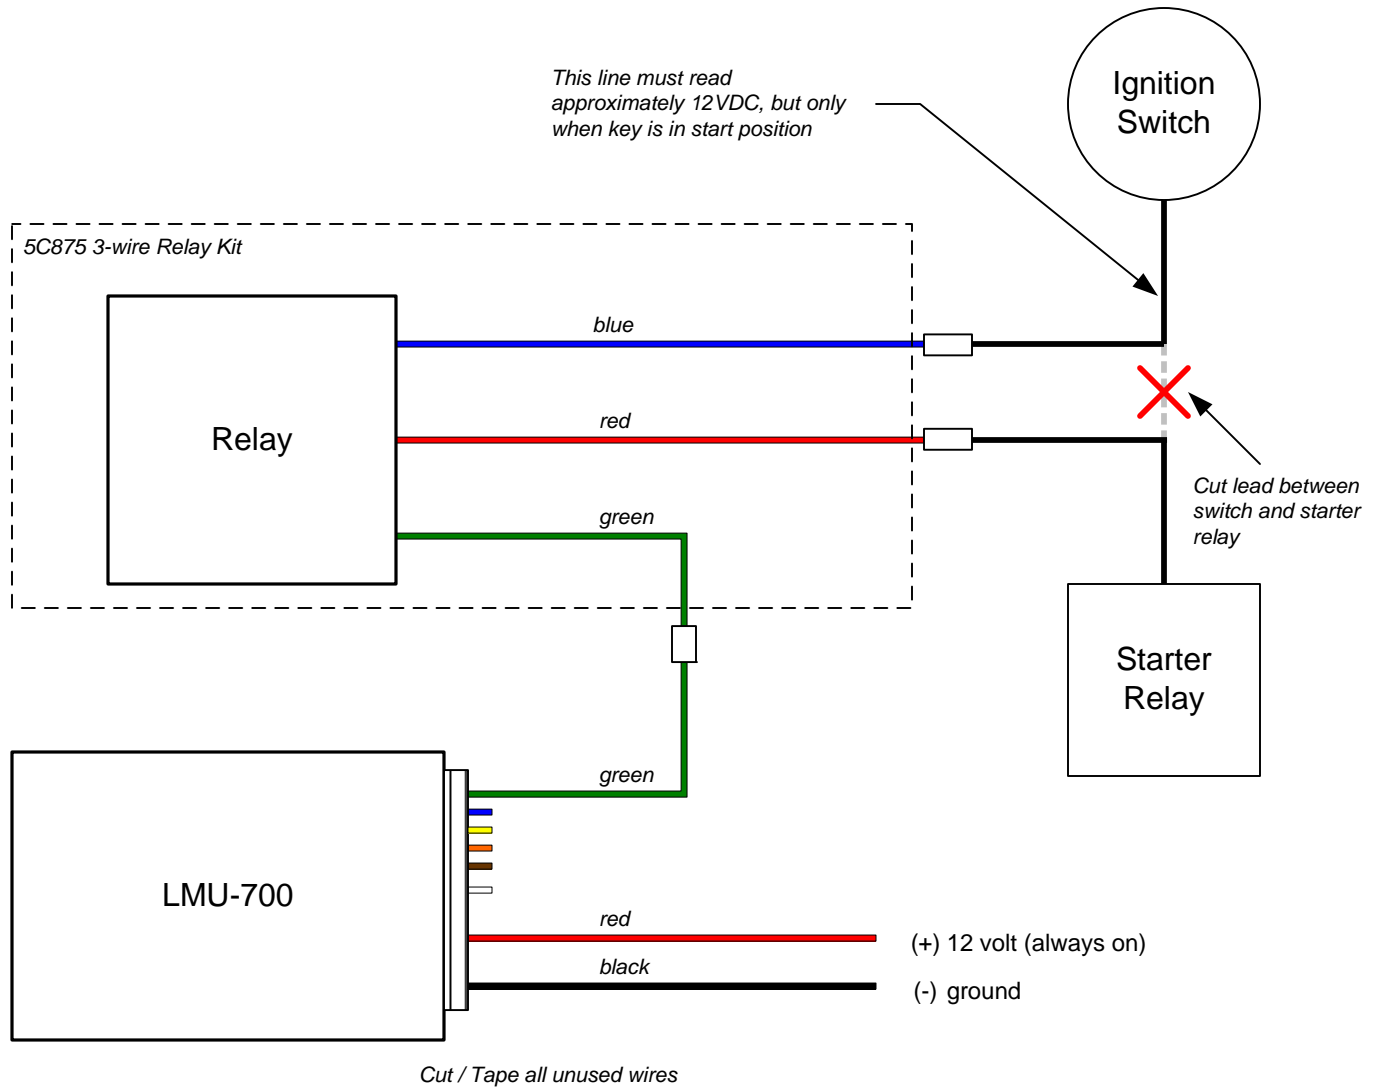 This line must read
approximately 12VDC, but only
when key is in start position
Ignition
Switch
5C875 3-wire Relay Kit
blue
Relay
red
green
Cut lead between
switch and starter
relay
Starter
Relay
green
LMU-700
red
(+) 12 volt (always on)
black
(-) ground
Cut / Tape all unused wires